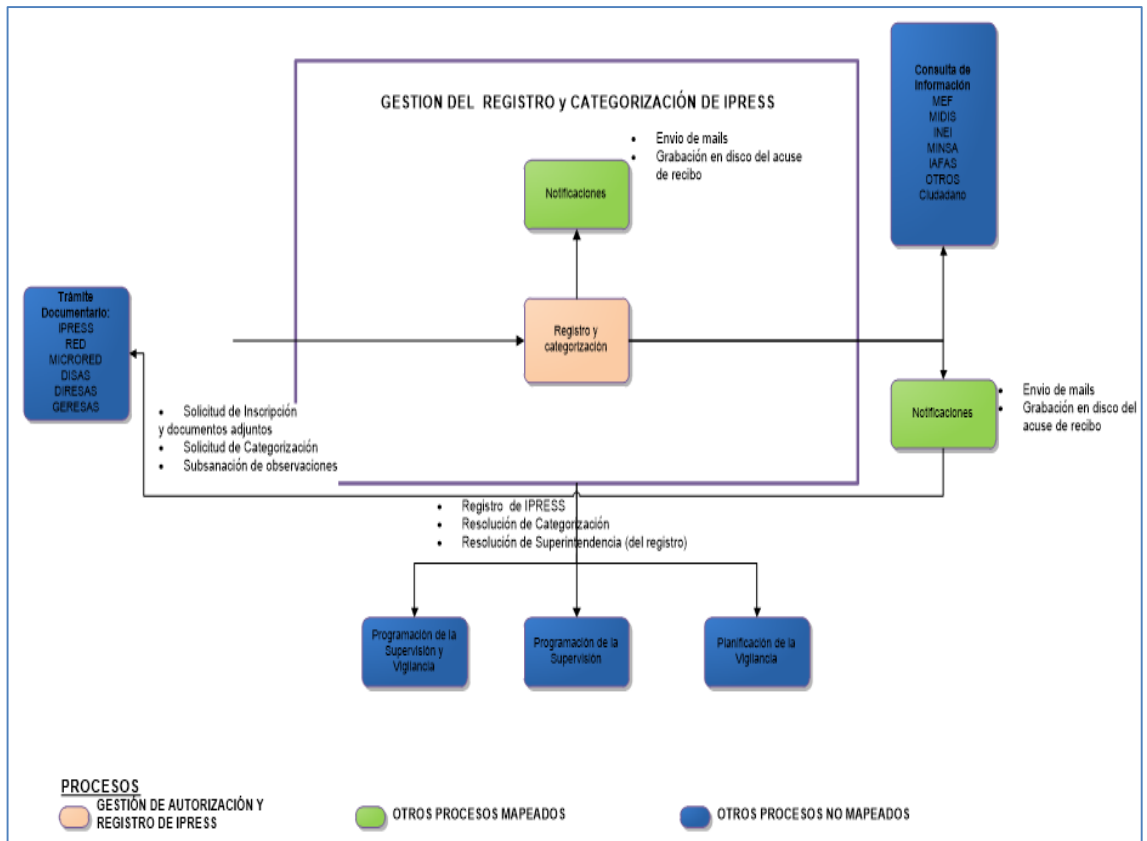 GESTION DEL REGISTRO y CATEGORIZACIÓN DE IPRESS
• Envio de mails
• Grabación en disco del acuse
de recibo
Notificaciones
Consulta de
Información
MEF
MIDIS
INEI
MINSA
IAFAS
OTROS
Ciudadano
Trámite
Documentario:
IPRESS
RED
MICRORED
DISAS
DIRESAS
GERESAS
Registro y
categorización
• Solicitud de Inscripción
y documentos adjuntos
• Solicitud de Categorización
• Subsanación de observaciones
Notificaciones
• Envio de mails
• Grabación en disco del
acuse de recibo
• Registro de IPRESS
• Resolución de Categorización
• Resolución de Superintendencia (del registro)
Programación de la
Supervisión y
Vigilancia
Programación de la
Supervisión
Planificación de la
Vigilancia
PROCESOS
GESTIÓN DE AUTORIZACIÓN Y
REGISTRO DE IPRESS
OTROS PROCESOS MAPEADOS
OTROS PROCESOS NO MAPEADOS